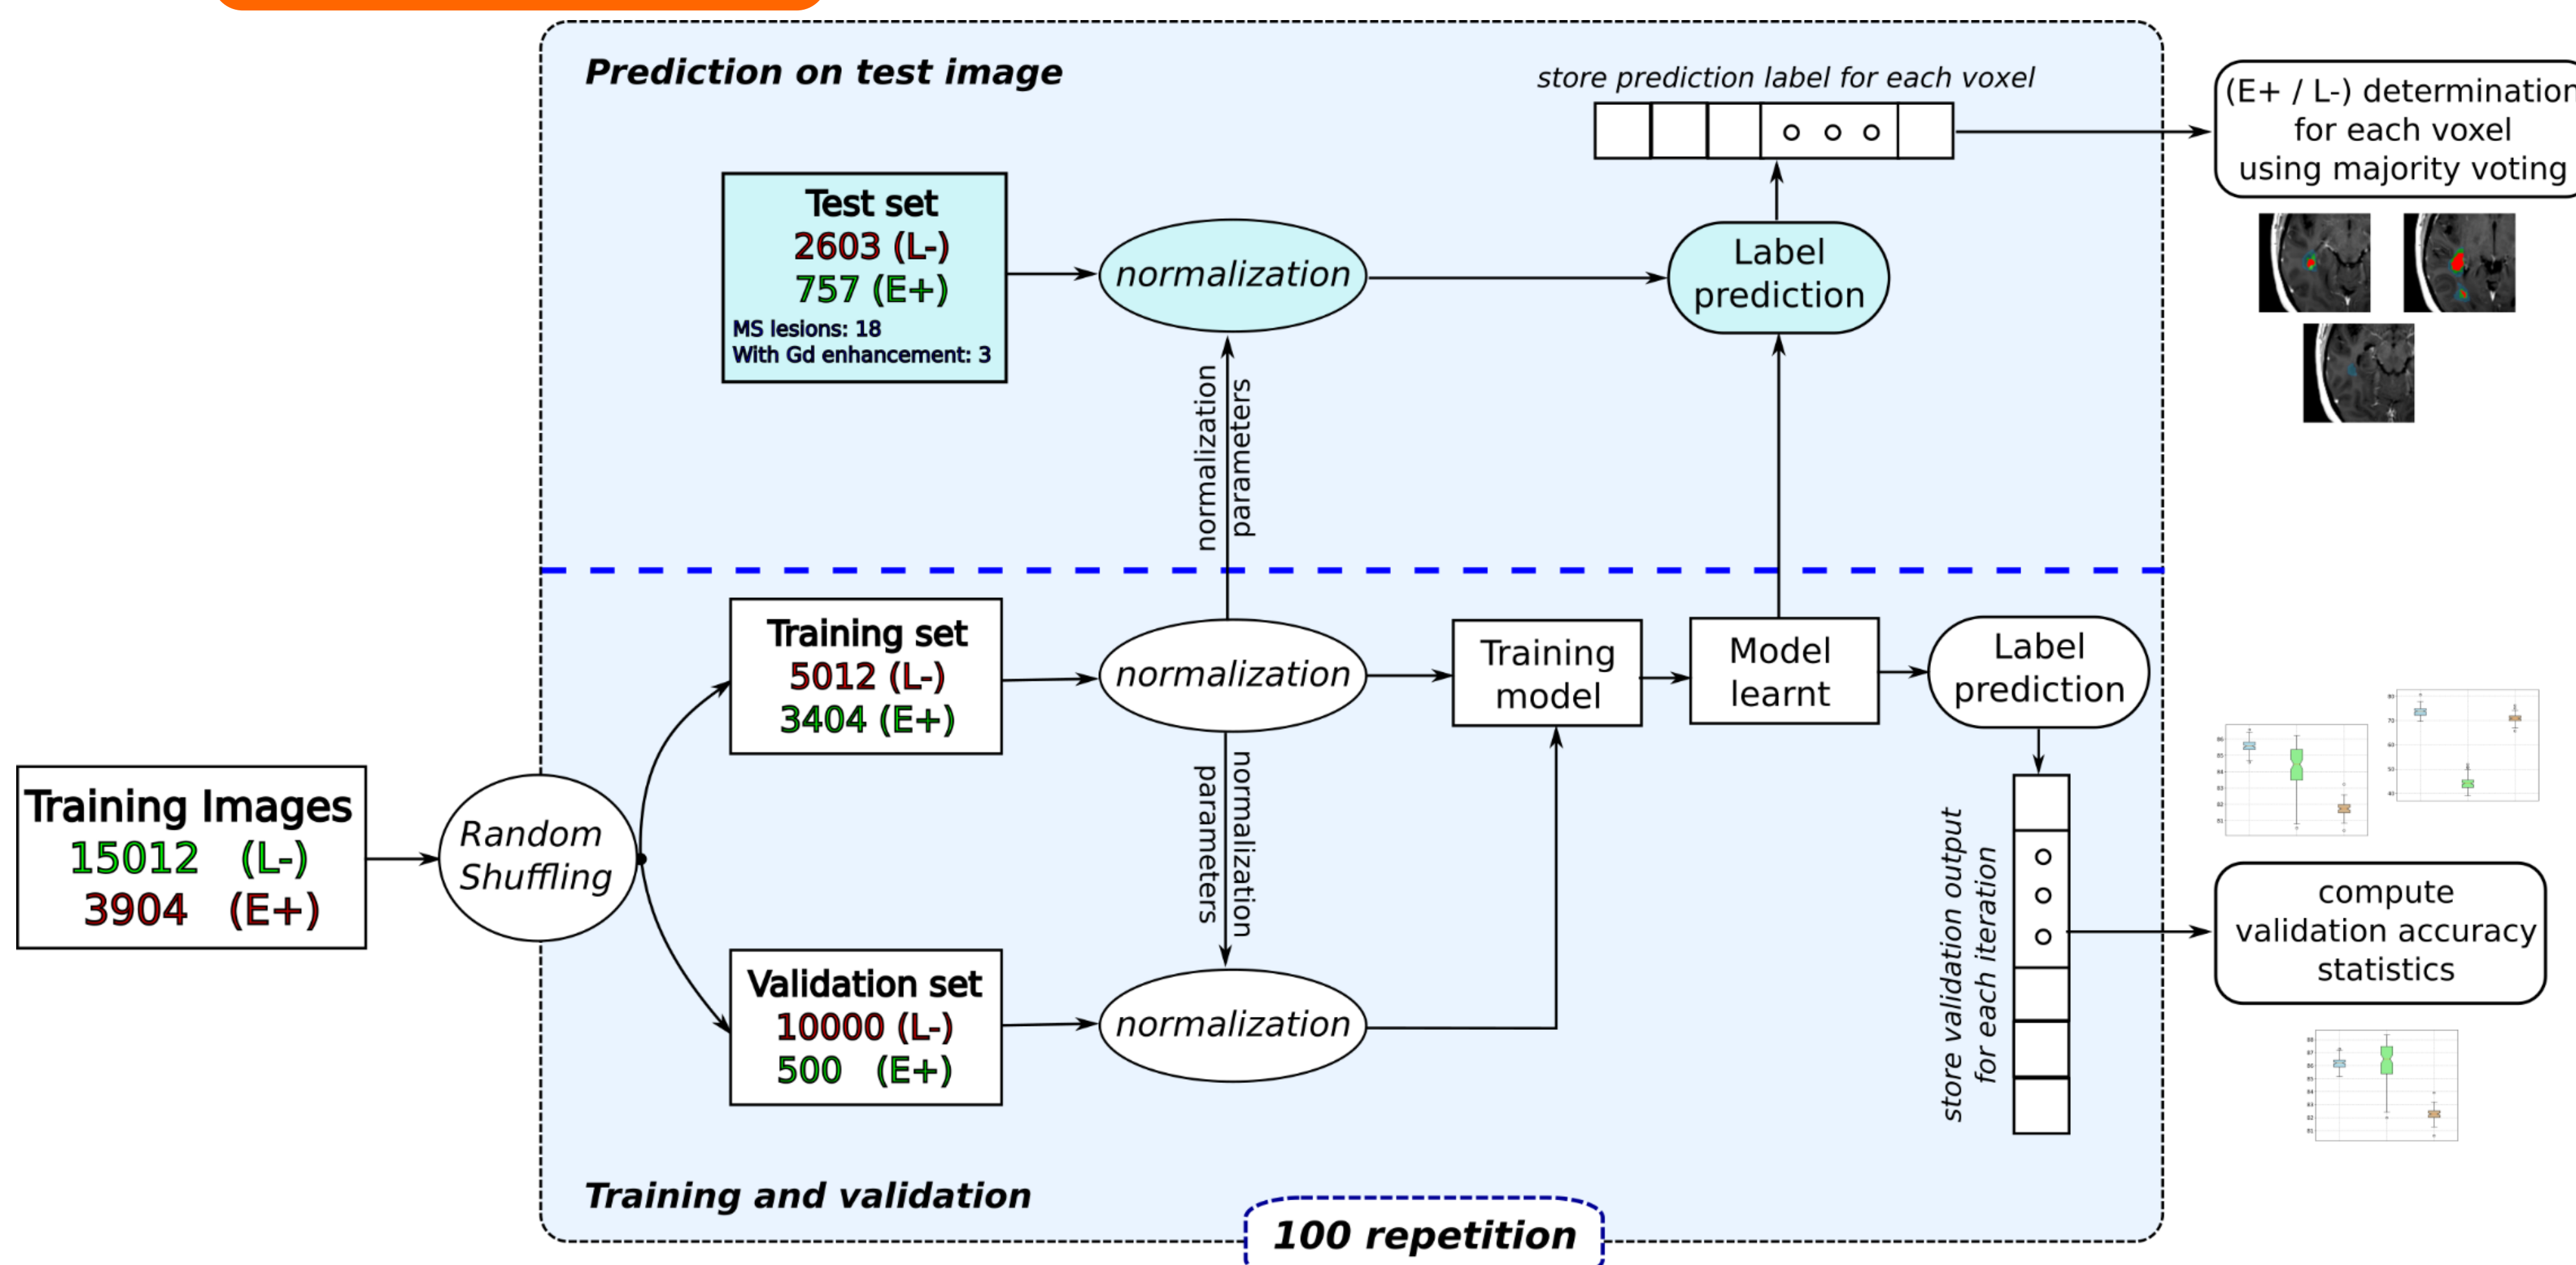 Prediction on test image
store prediction label for each voxel
(E+ / L-) determination
for each voxel
using majority voting
Test set
2603 (L-)
757 (E+)
MS lesions: 18
With Gd enhancement: 3
normalization
Label
prediction
normalization
parameters
Training set
5012 (L-)
3404 (E+)
normalization
Training
model
Model
learnt
Label
prediction
Training Images
15012 (L-)
3904 (E+)
Random
Shuffling
normalization
parameters
Validation set
10000 (L-)
500 (E+)
normalization
store validation output
for each iteration
compute
validation accuracy
statistics
Training and validation
100 repetition